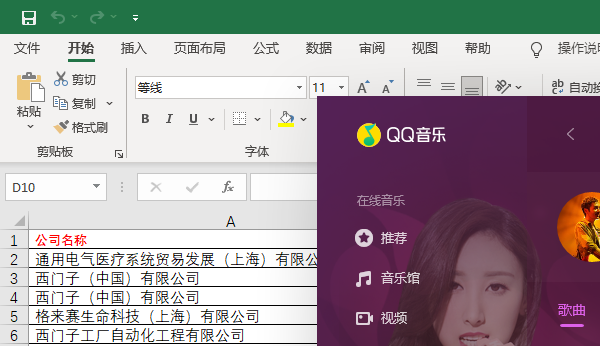 文件 开始 插入 页面布局 公式 数据 审阅 视图 帮助 操作说
剪切
复制
格式刷
粘贴
剪贴板
等线 11 A A
B I U
字体
ab 自动换
D10 fx
A
1 公司名称
2 通用电气医疗系统贸易发展（上海）有限公
3 西门子（中国）有限公司
4 西门子（中国）有限公司
5 格来赛生命科技（上海）有限公司
6 西门子工厂自动化工程有限公司
QQ音乐
在线音乐
推荐
音乐馆
视频
歌曲